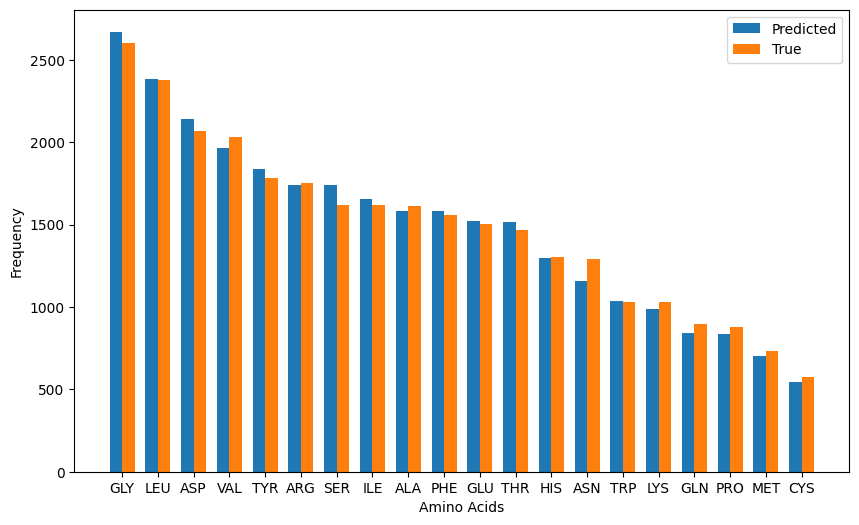 Predicted
True
2500
2000
1500
1000
500
0
Frequency
GLY LEU ASP VAL TYR ARG SER ILE ALA PHE GLU THR HIS ASN TRP LYS GLN PRO MET CYS
Amino Acids